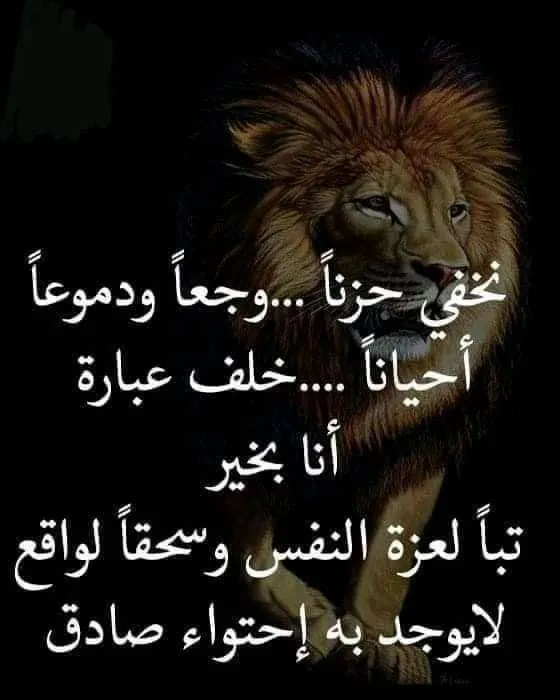 نخفي حزناً ...وجعاً ودموعاً
أحياناً ....خلف عبارة
أنا بخير
تباً لعزة النفس وسحقاً لواقع
لايوجد به إحتواء صادق